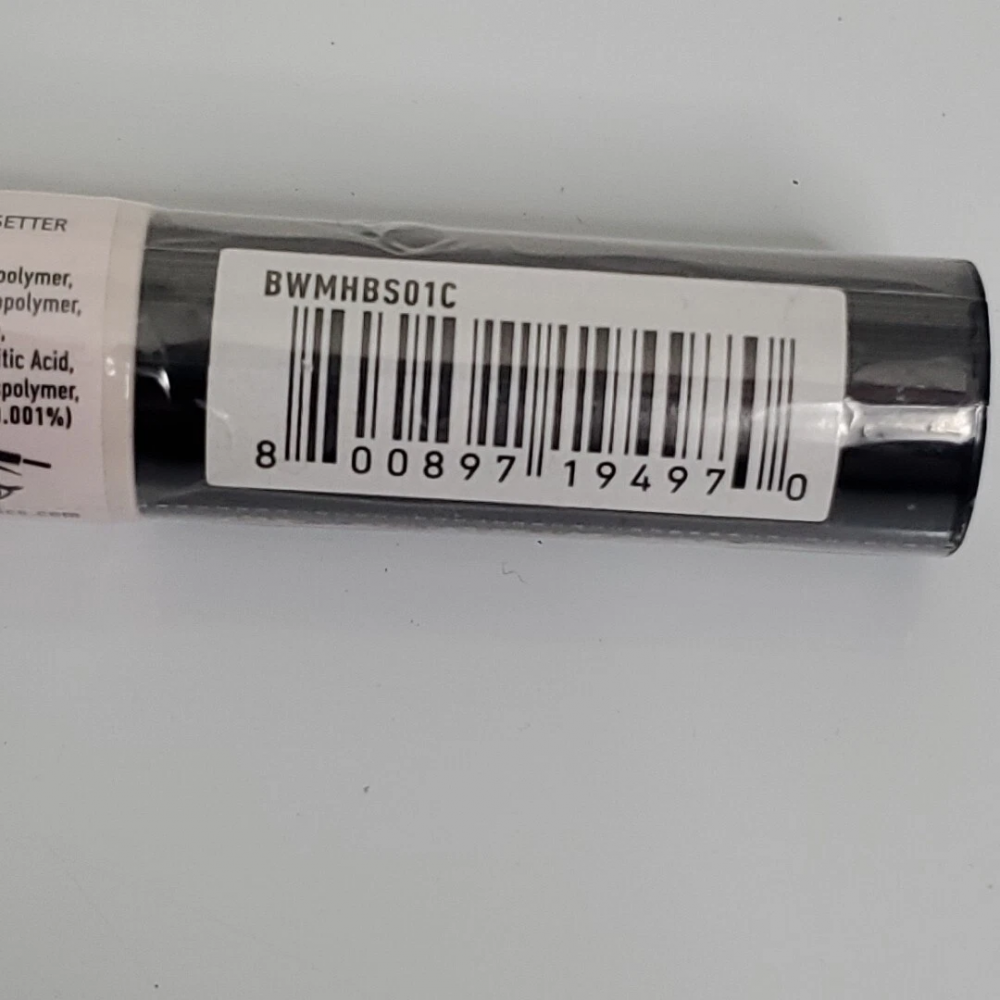 SETTER
polymer,
polymer,
tic Acid,
polymer,
.001%)
BWMHBS01C
8 00897 19497 0